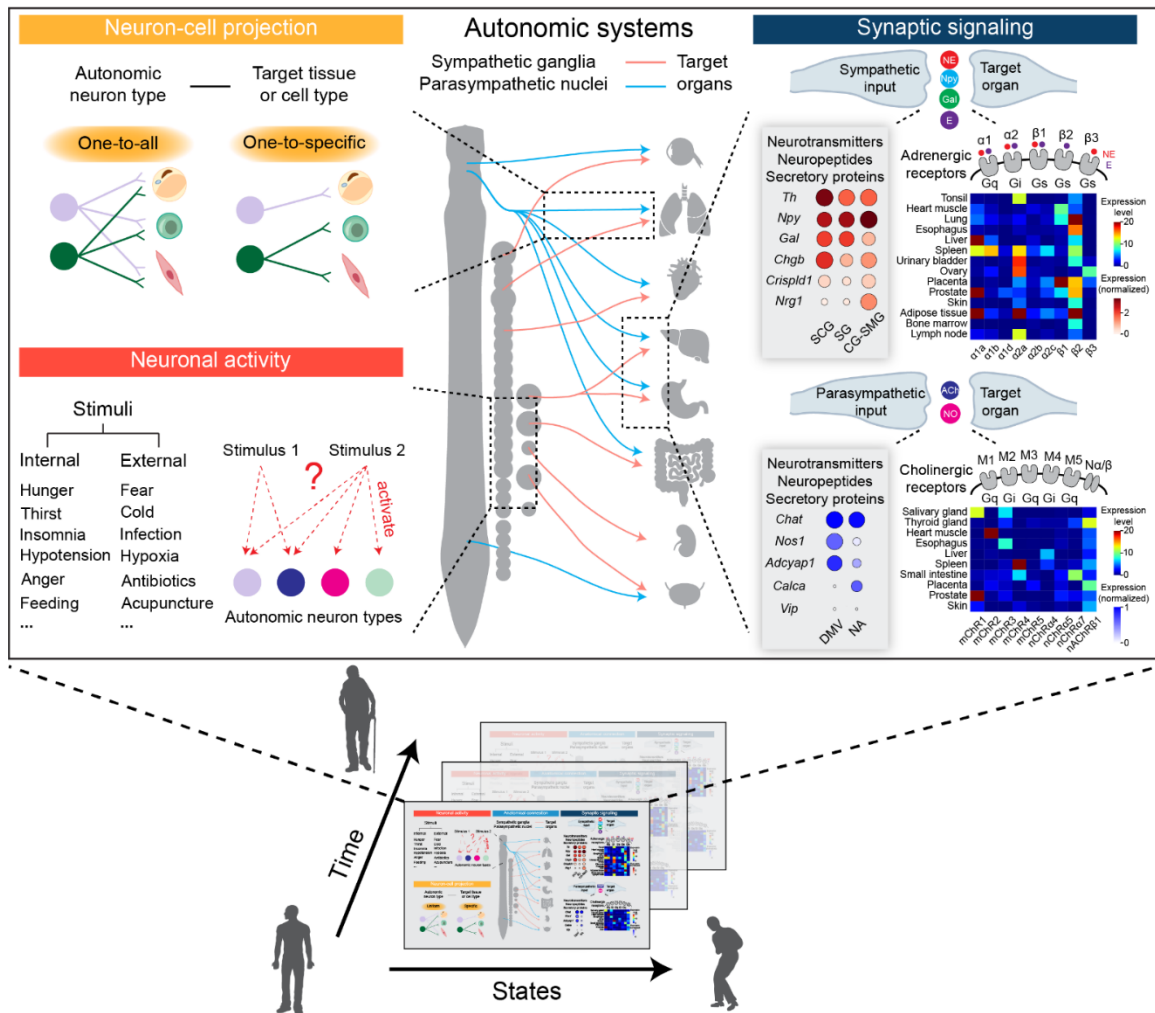 Neuron-cell projection
Autonomic neuron type
Target tissue or cell type
One-to-all
One-to-specific
Neuronal activity
Stimuli
Internal
External
Hunger
Thirst
Insomnia
Hypotension
Anger
Feeding
...
Fear
Cold
Infection
Hypoxia
Antibiotics
Acupuncture
...
Stimulus 1
Stimulus 2
?
activate
Autonomic neuron types
Autonomic systems
Sympathetic ganglia
Parasympathetic nuclei
Target
organs
Synaptic signaling
Sympathetic
input
NE
Npy
Gal
E
Target
organ
Neurotransmitters
Neuropeptides
Secretory proteins
Th
Npy
Gal
Chgb
Crispld1
Nrg1
SCG
SG
CG-SMG
α1 α2 β1 β2 β3
NE
E
Adrenergic
receptors
Gq Gi Gs Gs Gs
Tonsil
Heart muscle
Lung
Esophagus
Liver
Spleen
Urinary bladder
Ovary
Placenta
Prostate
Skin
Adipose tissue
Bone marrow
Lymph node
α1a α1b α1d α2a α2b α2c β1 β2 β3
Expression
level
20
10
0
Expression
(normalized)
2
0
Parasympathetic
input
ACh
NO
Target
organ
Neurotransmitters
Neuropeptides
Secretory proteins
Chat
Nos1
Adcyap1
Calca
Vip
DMV
NA
M1 M2 M3 M4 M5 Nα/β
Cholinergic
receptors
Gq Gi Gq Gi Gq
Salivary gland
Thyroid gland
Heart muscle
Esophagus
Liver
Spleen
Small intestine
Placenta
Prostate
Skin
mChR1 mChR2 mChR3 mChR4 mChR5 nChRα4 nChRα5 nChRα7 nAChRβ1
Expression
level
20
10
0
Expression
(normalized)
1
0
Time
States